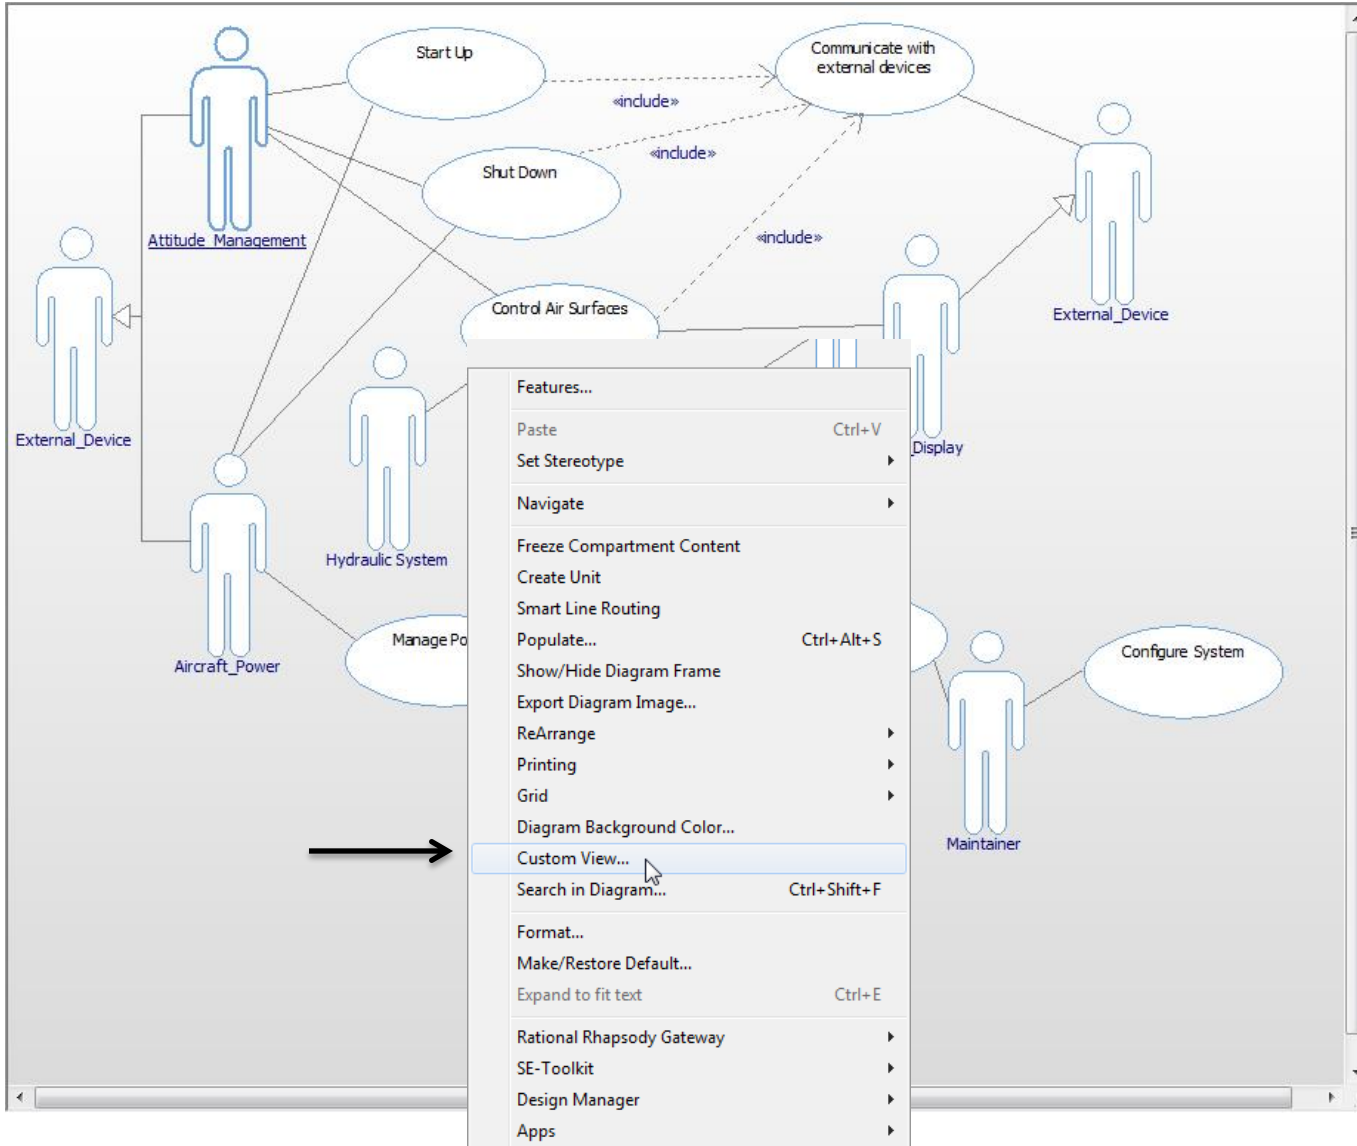 Start Up
Communicate with
external devices
«include»
«include»
Shut Down
Attitude_Management
«include»
Control Air Surfaces
External_Device
External_Device
_Display
Hydraulic System
Aircraft_Power
Manage Po
Configure System
Maintainer
Features...
Paste Ctrl+V
Set Stereotype
Navigate
Freeze Compartment Content
Create Unit
Smart Line Routing
Populate... Ctrl+Alt+S
Show/Hide Diagram Frame
Export Diagram Image...
ReArrange
Printing
Grid
Diagram Background Color...
Custom View...
Search in Diagram... Ctrl+Shift+F
Format...
Make/Restore Default...
Expand to fit text Ctrl+E
Rational Rhapsody Gateway
SE-Toolkit
Design Manager
Apps